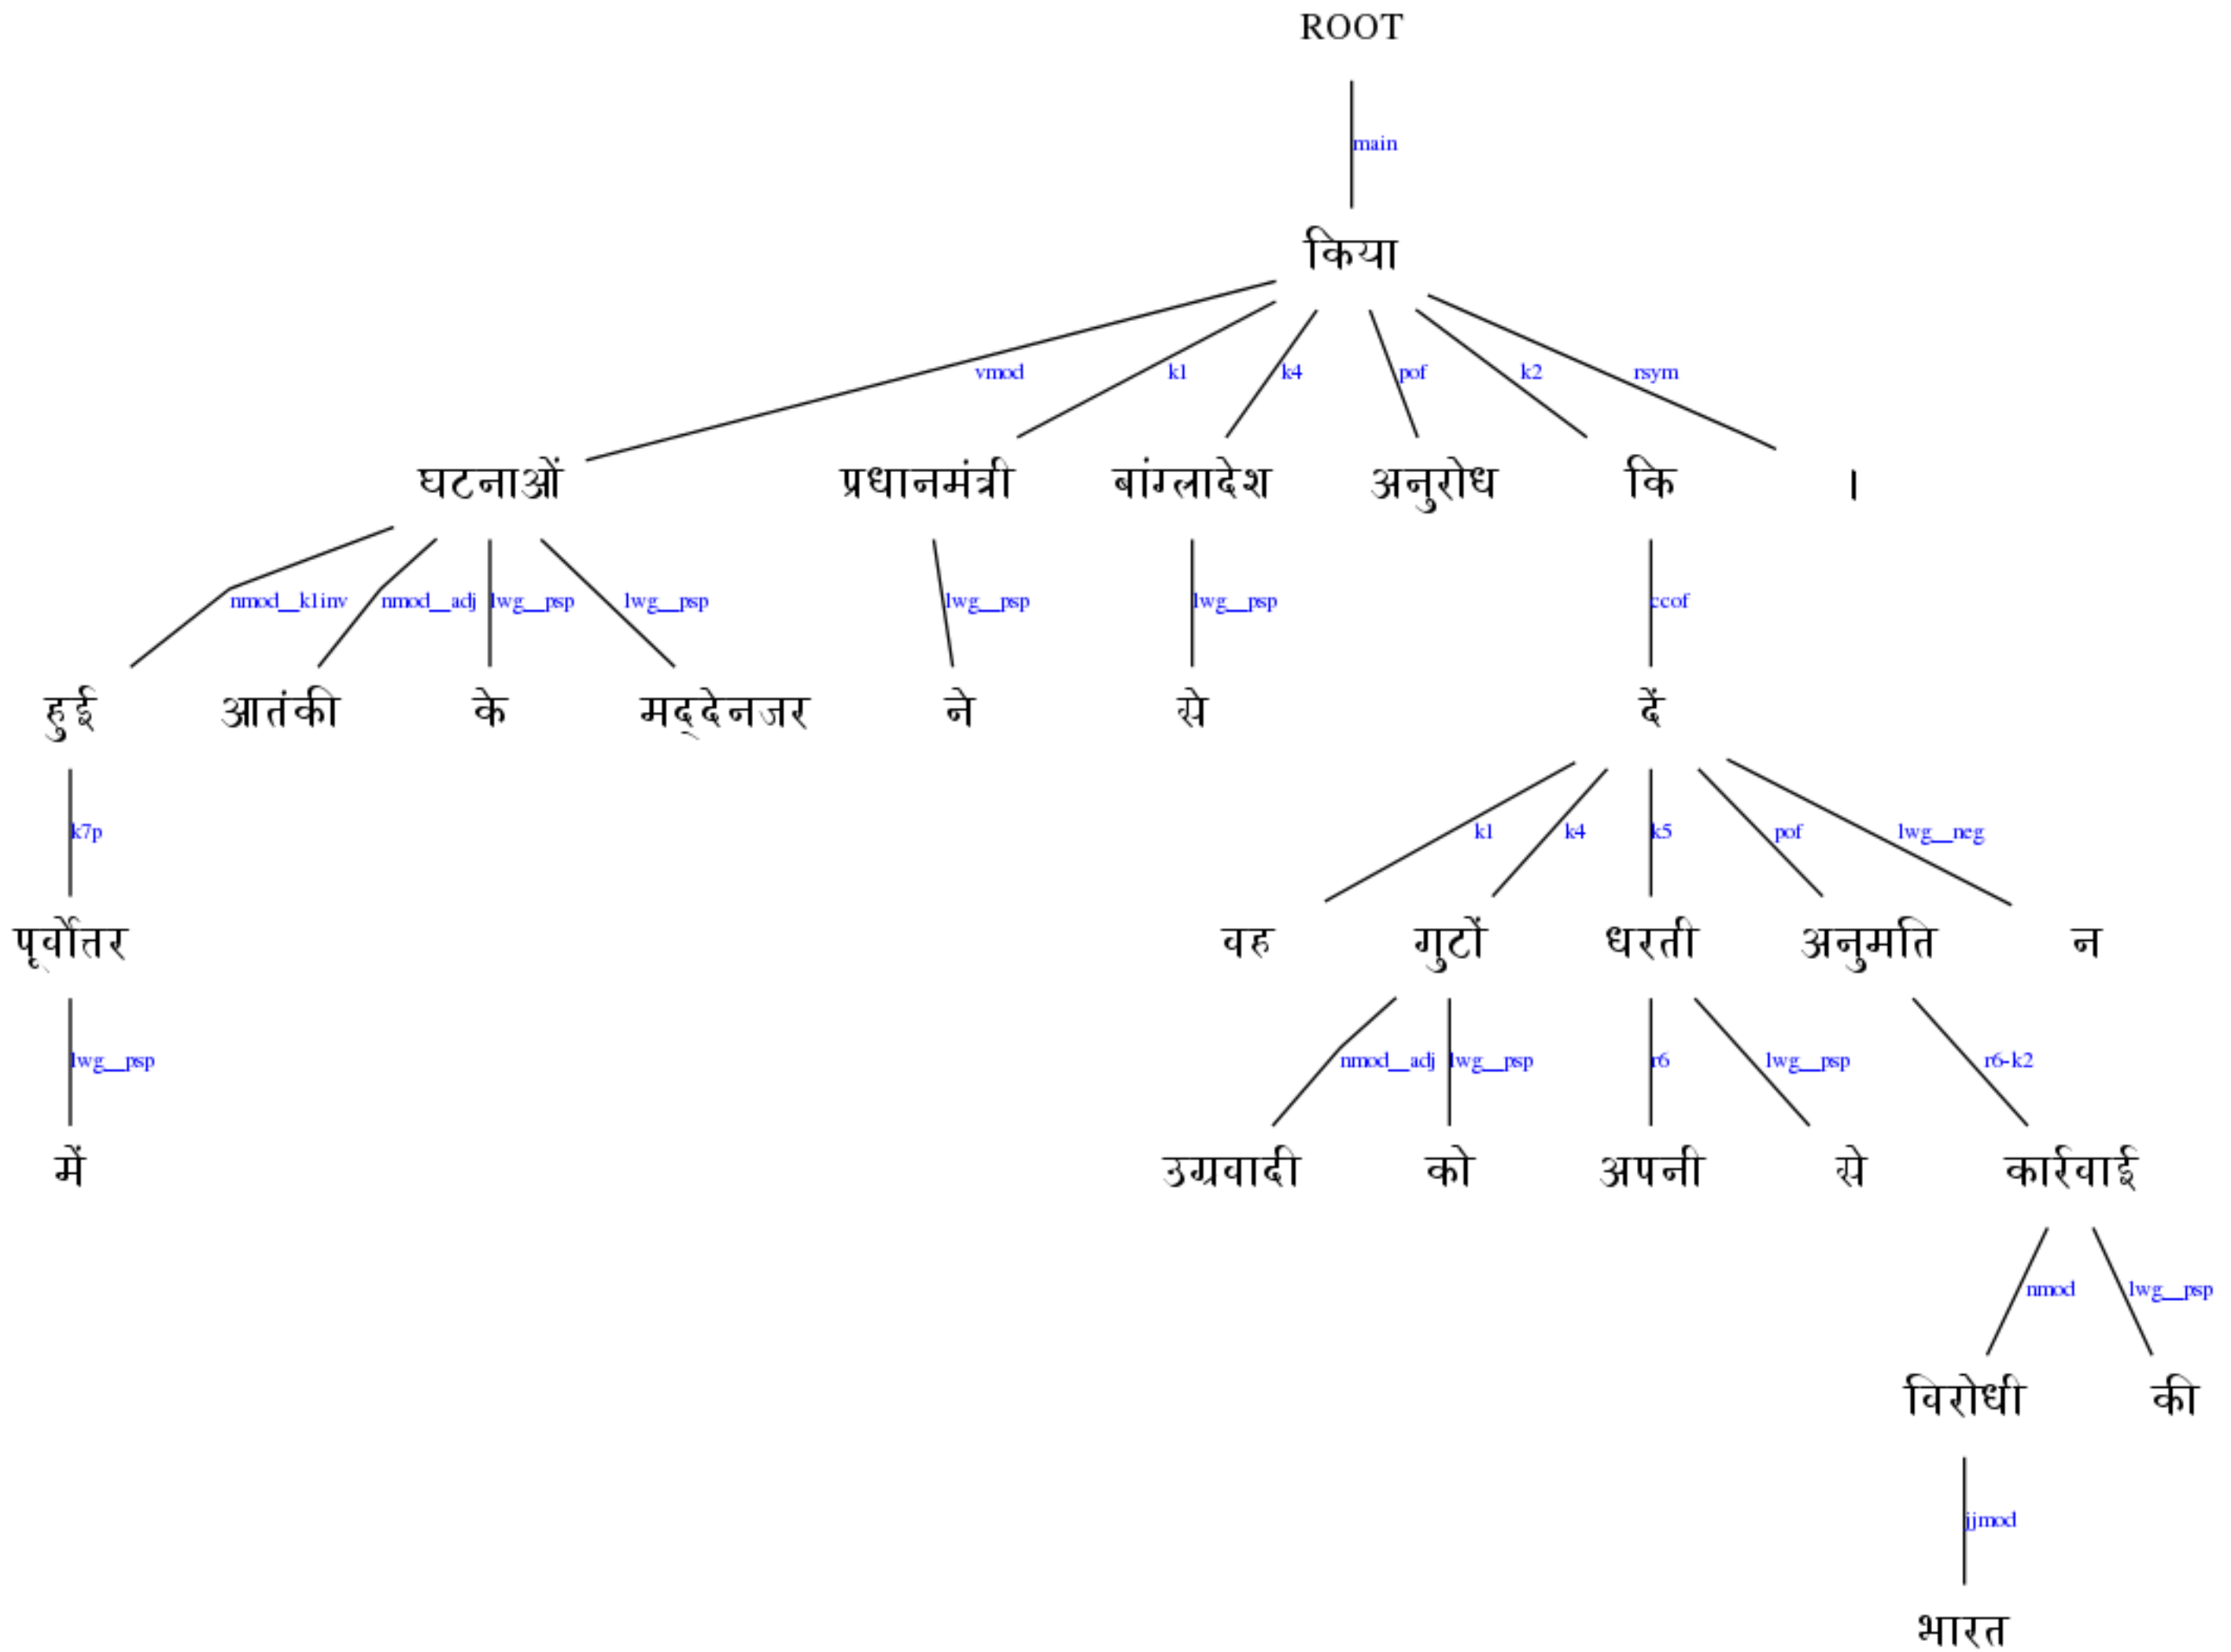 ROOT
main
किया
vmod k1 k4 pof k2 rsym
घटनाओं प्रधानमंत्री बांग्लादेश अनुरोध कि ।
nmod__k1inv nmod__adj lwg__psp lwg__psp lwg__psp lwg__psp ccof
हुई आतंकी के मद्देनजर ने से दें
k7p k1 k4 k5 pof lwg__neg
पूर्वोत्तर वह गुटों धरती अनुमति न
lwg__psp nmod__adj lwg__psp r6 lwg__psp r6-k2
में उग्रवादी को अपनी से कार्रवाई
nmod lwg__psp
विरोधी की
jjmod
भारत